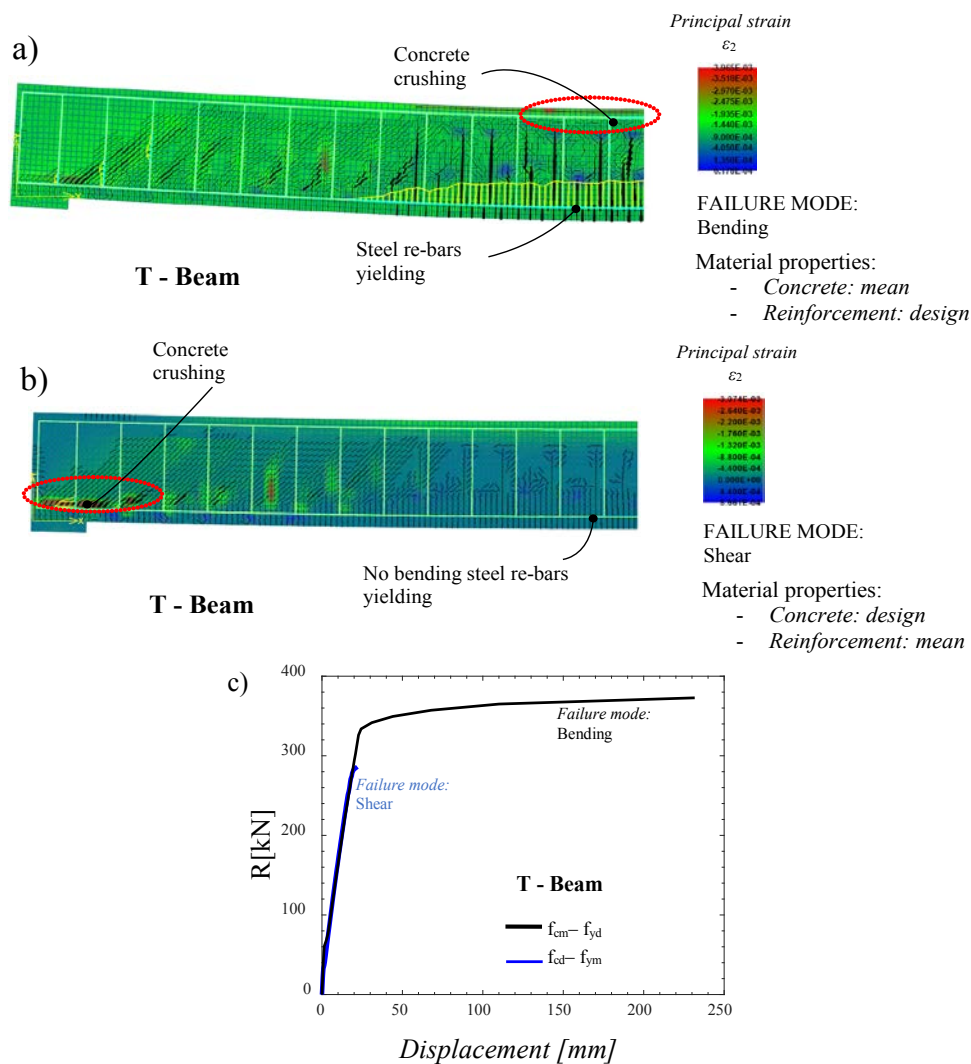 a)
Concrete
crushing
Principal strain
ε2
Steel re-bars
yielding
T - Beam
FAILURE MODE:
Bending
Material properties:
- Concrete: mean
- Reinforcement: design
b)
Concrete
crushing
Principal strain
ε2
No bending steel re-bars
yielding
T - Beam
FAILURE MODE:
Shear
Material properties:
- Concrete: design
- Reinforcement: mean
c)
R[kN]
400
300
200
100
0
Failure mode:
Bending
Failure mode:
Shear
T - Beam
fcm– fyd
fcd– fym
0 50 100 150 200 250
Displacement [mm]